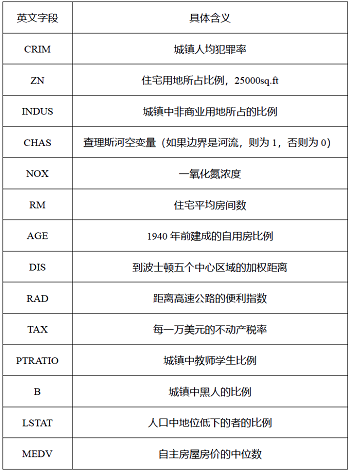 英文字段 具体含义
CRIM 城镇人均犯罪率
ZN 住宅用地所占比例，25000sq.ft
INDUS 城镇中非商业用地所占的比例
CHAS 查理斯河空变量（如果边界是河流，则为 1，否则为 0）
NOX 一氧化氮浓度
RM 住宅平均房间数
AGE 1940 年前建成的自用房比例
DIS 到波士顿五个中心区域的加权距离
RAD 距离高速公路的便利指数
TAX 每一万美元的不动产税率
PTRATIO 城镇中教师学生比例
B 城镇中黑人的比例
LSTAT 人口中地位低下的者的比例
MEDV 自主房屋房价的中位数